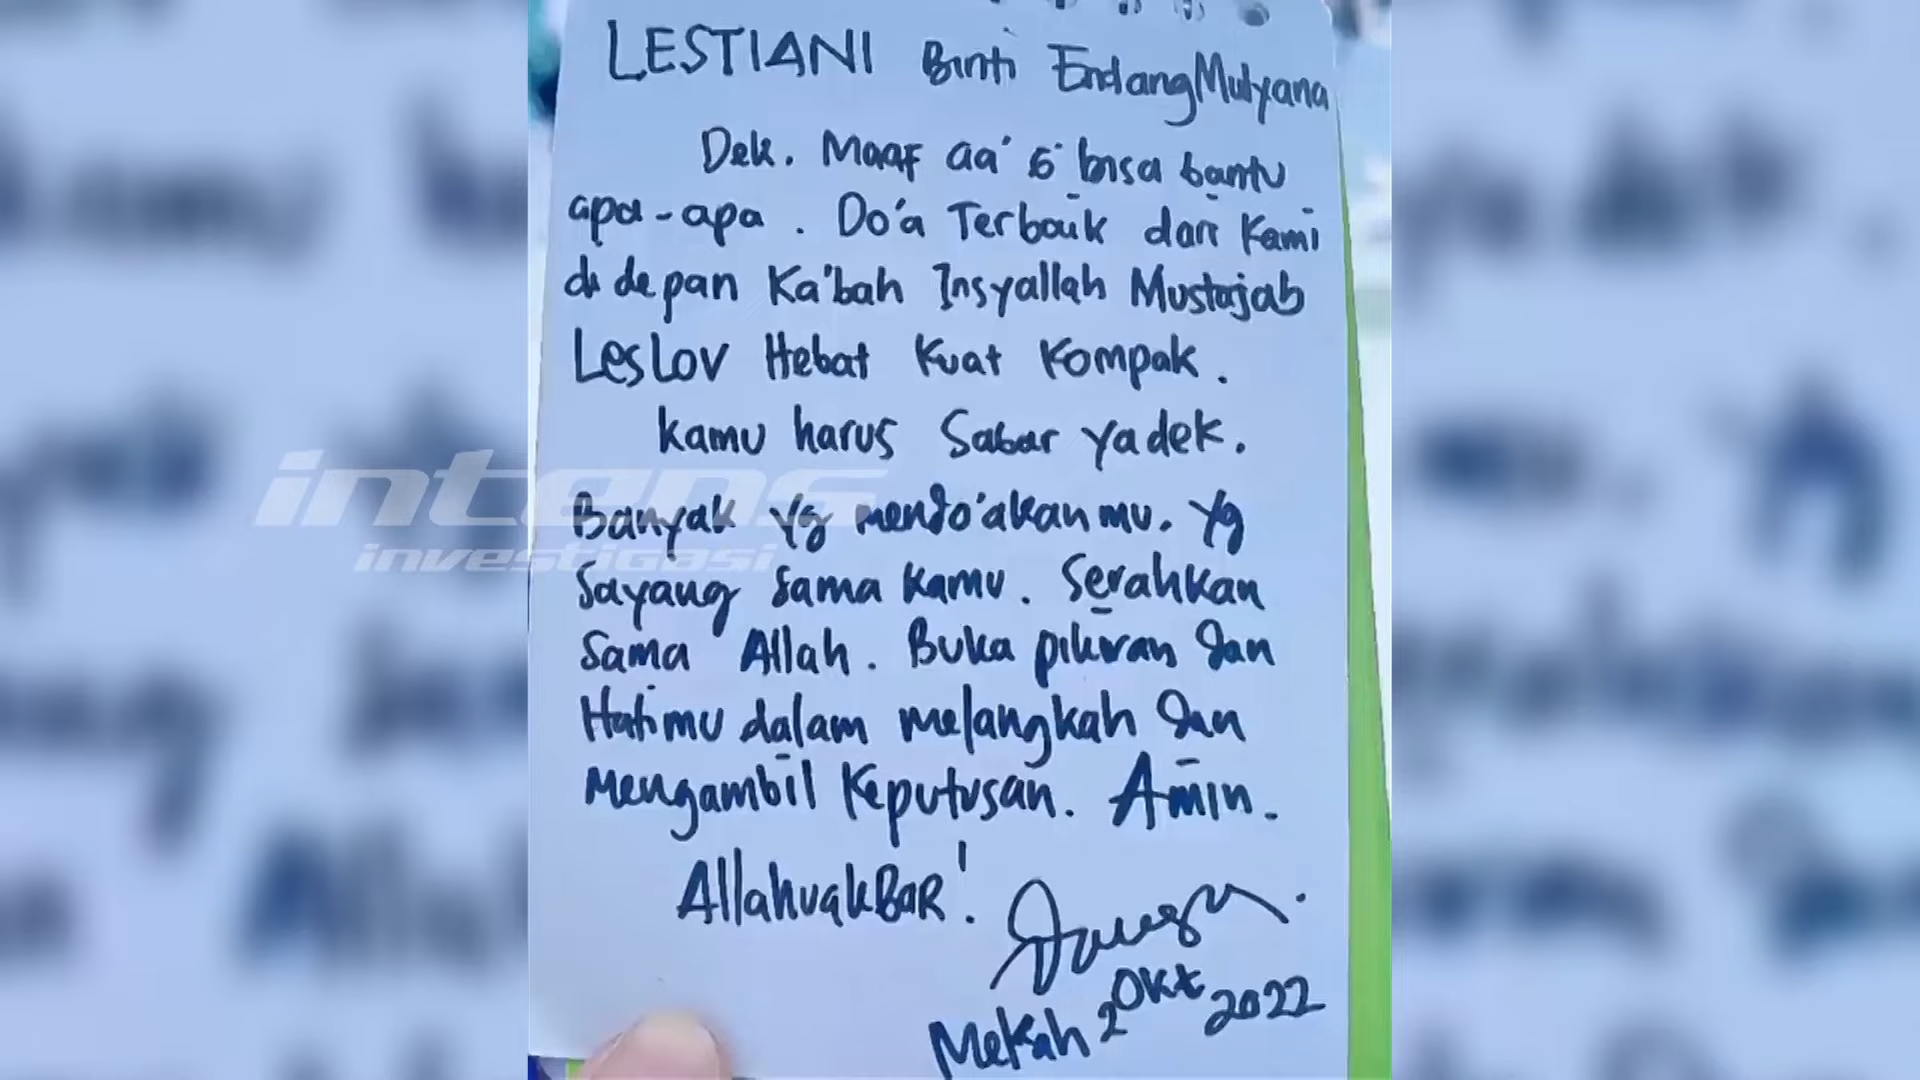 LESTIANI Binti Endang Mulyana
Dek. Maaf aa' G bisa bantu
apa-apa. Do'a Terbaik dari Kami
di depan Ka'bah Insyallah Mustajab
Leslov Hebat Kuat Kompak.
kamu harus Sabar ya dek.
Banyak Yg mendo'akanmu. Yg
Sayang sama kamu. Serahkan
sama Allah. Buka pikiran dan
Hatimu dalam melangkah dan
Mengambil Keputusan. Amin.
AllahuakBAR!
Mekah 2 Okt 2022
intens
investigasi